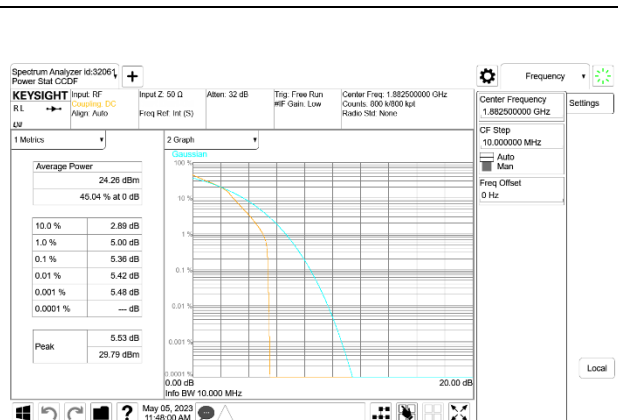 Spectrum Analyzer id:32061
Power Stat CCDF
Frequency
KEYSIGHT
RL
Input: RF
Coupling: DC
Align: Auto
Input Z: 50 Ω
Freq Ref: Int (S)
Atten: 32 dB
Trig: Free Run
#IF Gain: Low
Center Freq: 1.882500000 GHz
Counts: 800 k/800 kpt
Radio Std: None
Center Frequency
1.882500000 GHz
Settings
CF Step
10.000000 MHz
Auto
Man
Freq Offset
0 Hz
1 Metrics
Average Power
24.26 dBm
45.04 % at 0 dB
10.0 % 2.89 dB
1.0 % 5.00 dB
0.1 % 5.36 dB
0.01 % 5.42 dB
0.001 % 5.48 dB
0.0001 % --- dB
Peak 5.53 dB
29.79 dBm
2 Graph
Gaussian
100 %
10 %
1 %
0.1 %
0.01 %
0.001 %
0.0001 %
0.00 dB 20.00 dB
Info BW 10.000 MHz
Local
? May 05, 2023
11:48:00 AM